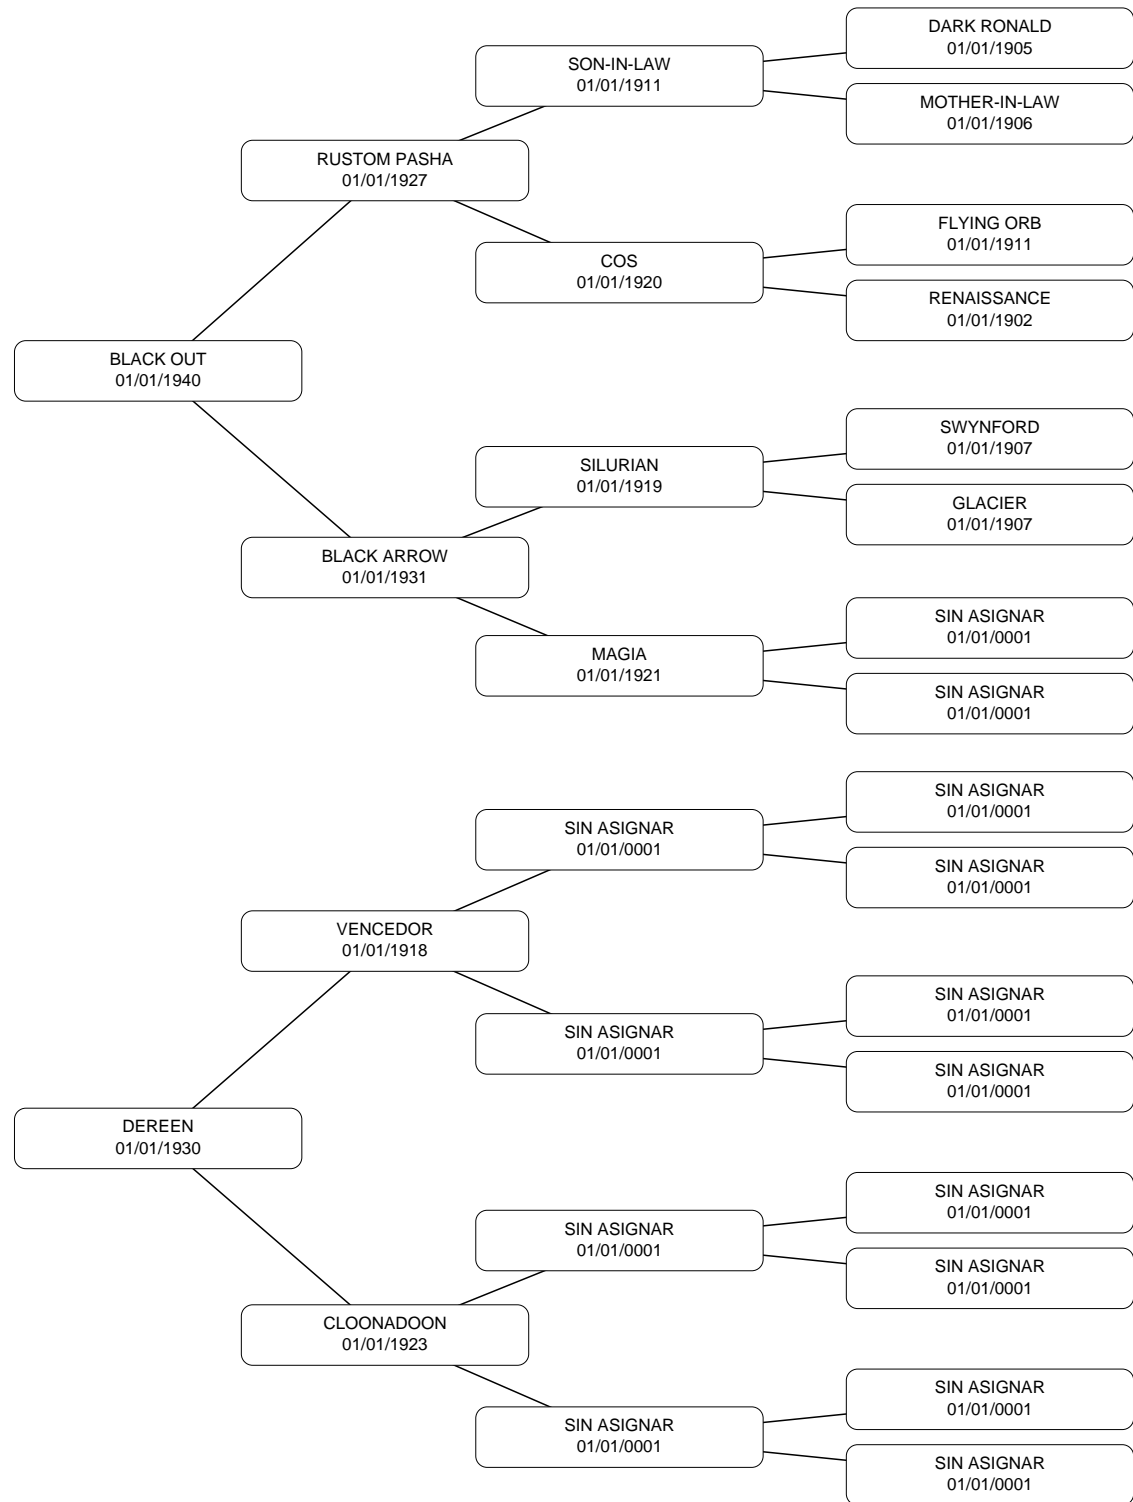 DARK RONALD
01/01/1905
SON-IN-LAW
01/01/1911
MOTHER-IN-LAW
01/01/1906
RUSTOM PASHA
01/01/1927
FLYING ORB
01/01/1911
COS
01/01/1920
RENAISSANCE
01/01/1902
BLACK OUT
01/01/1940
SWYNFORD
01/01/1907
SILURIAN
01/01/1919
GLACIER
01/01/1907
BLACK ARROW
01/01/1931
SIN ASIGNAR
01/01/0001
MAGIA
01/01/1921
SIN ASIGNAR
01/01/0001
SIN ASIGNAR
01/01/0001
SIN ASIGNAR
01/01/0001
SIN ASIGNAR
01/01/0001
VENCEDOR
01/01/1918
SIN ASIGNAR
01/01/0001
SIN ASIGNAR
01/01/0001
SIN ASIGNAR
01/01/0001
DEREEN
01/01/1930
SIN ASIGNAR
01/01/0001
SIN ASIGNAR
01/01/0001
SIN ASIGNAR
01/01/0001
CLOONADOON
01/01/1923
SIN ASIGNAR
01/01/0001
SIN ASIGNAR
01/01/0001
SIN ASIGNAR
01/01/0001